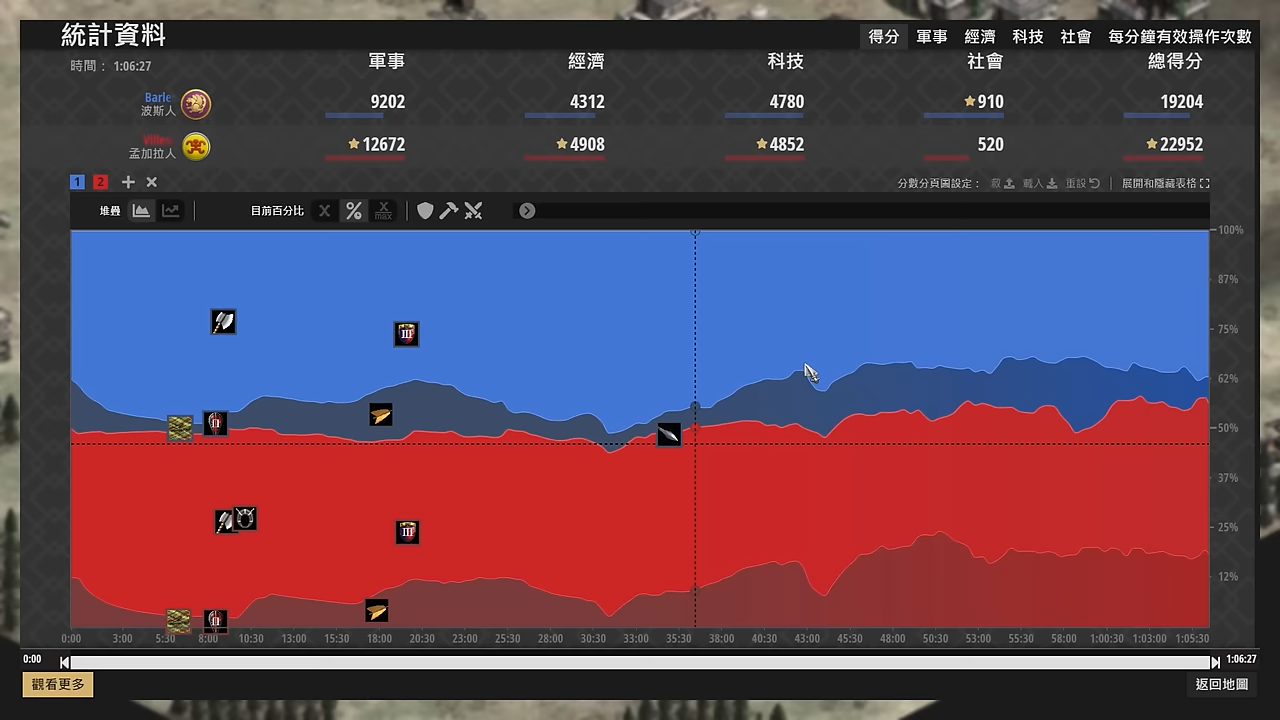 統計資料
得分 軍事 經濟 科技 社會 每分鐘有效操作次數
時間： 1:06:27
軍事 經濟 科技 社會 總得分
Barle 9202 4312 4780 910 19204
波斯人
12672 4908 4852 520 22952
孟加拉人
1 2
分數分頁圖設定： 載入 重設 | 展開和隱藏表格
堆疊 目前百分比 X % X max
100%
87%
75%
62%
50%
37%
25%
12%
0:00 3:00 5:30 8:00 10:30 13:00 15:30 18:00 20:30 23:00 25:30 28:00 30:30 33:00 35:30 38:00 40:30 43:00 45:30 48:00 50:30 53:00 55:30 58:00 1:00:30 1:03:00 1:05:30
0:00 1:06:27
觀看更多 返回地圖